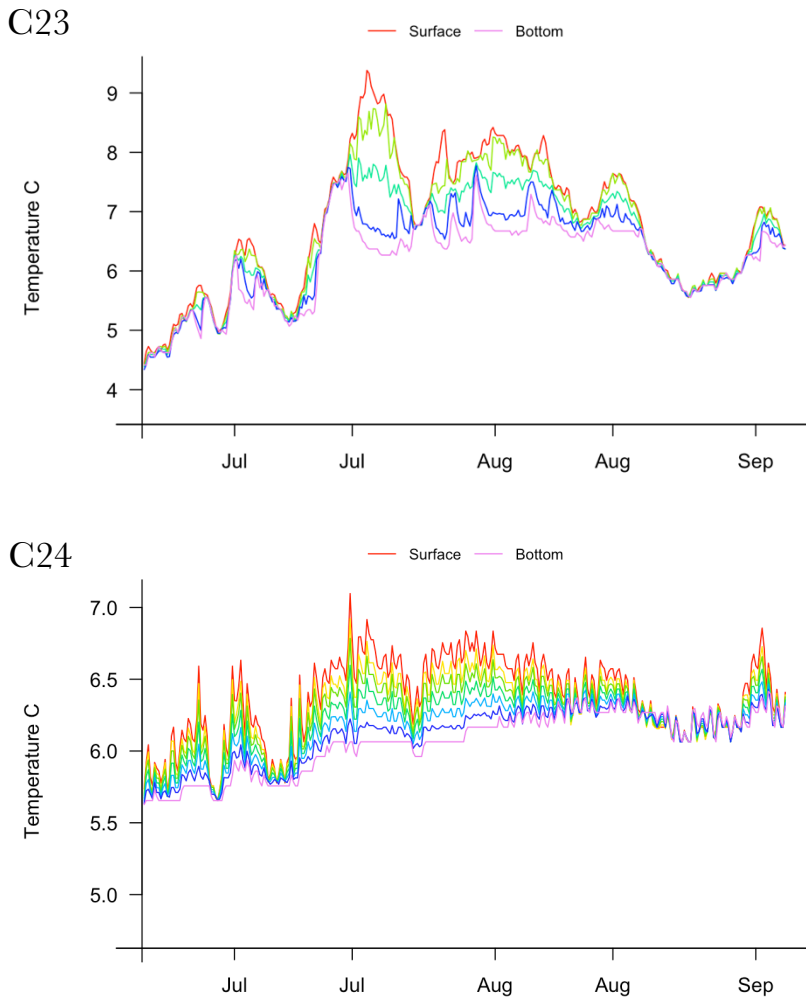 C23
Surface Bottom
9
8
7
6
5
4
Temperature C
Jul Jul Aug Aug Sep
C24
Surface Bottom
7.0
6.5
6.0
5.5
5.0
Temperature C
Jul Jul Aug Aug Sep